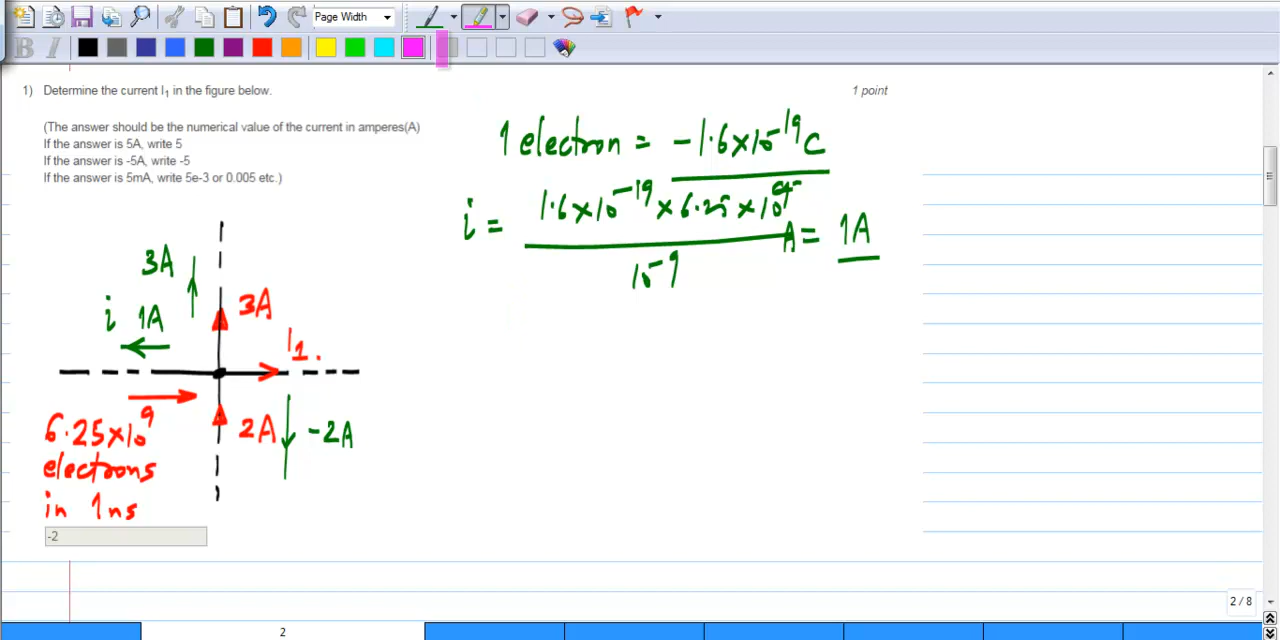 Page Width
B I
1) Determine the current I1 in the figure below.
1 point
(The answer should be the numerical value of the current in amperes(A)
If the answer is 5A, write 5
If the answer is -5A, write -5
If the answer is 5mA, write 5e-3 or 0.005 etc.)
1 electron = -1.6×10^-19 C
i = 1.6×10^-19 × 6.25×10^9 / 10^-9 A = 1A
3A
3A
i 1A
I1.
6.25×10^9
electrons
in 1ns
2A
-2A
-2
2 / 8
2